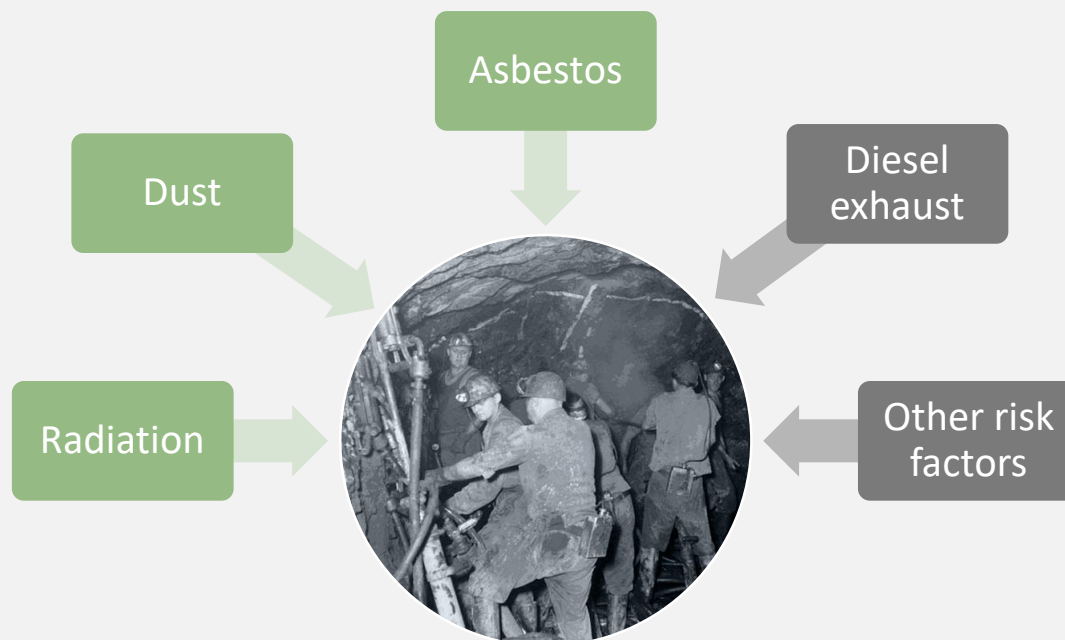 Asbestos
Dust
Diesel
exhaust
Radiation
Other risk
factors